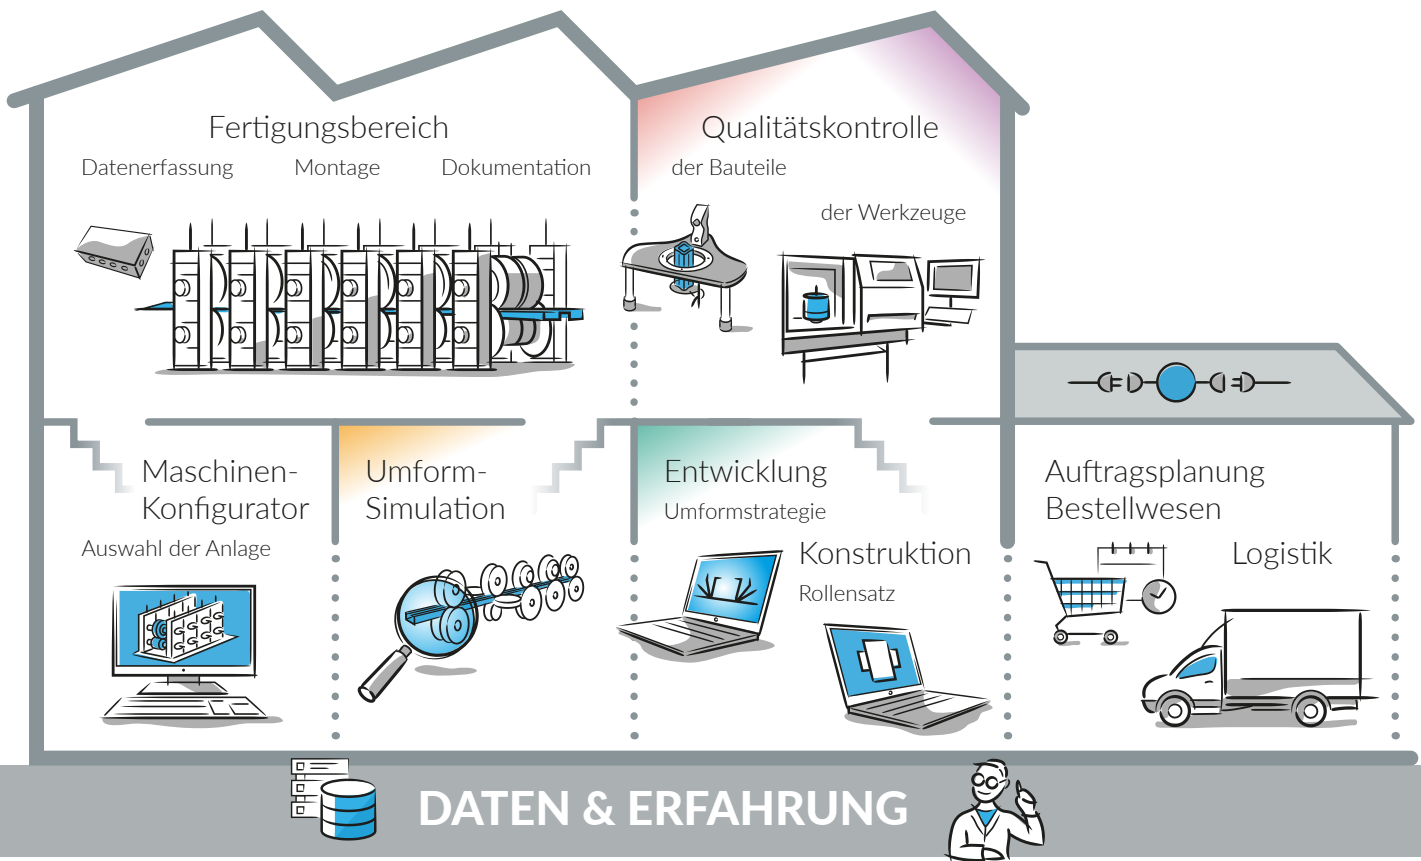 Fertigungsbereich
Datenerfassung
Montage
Dokumentation
Qualitätskontrolle
der Bauteile
der Werkzeuge
Maschinen-
Konfigurator
Auswahl der Anlage
Umform-
Simulation
Entwicklung
Umformstrategie
Konstruktion
Rollensatz
Auftragsplanung
Bestellwesen
Logistik
DATEN & ERFAHRUNG